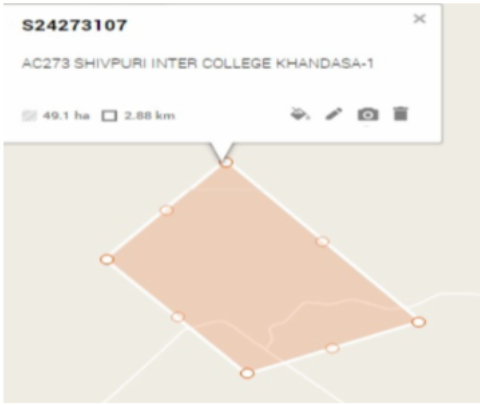 S24273107
AC273 SHIVPURI INTER COLLEGE KHANDASA-1
49.1 ha 2.88 km